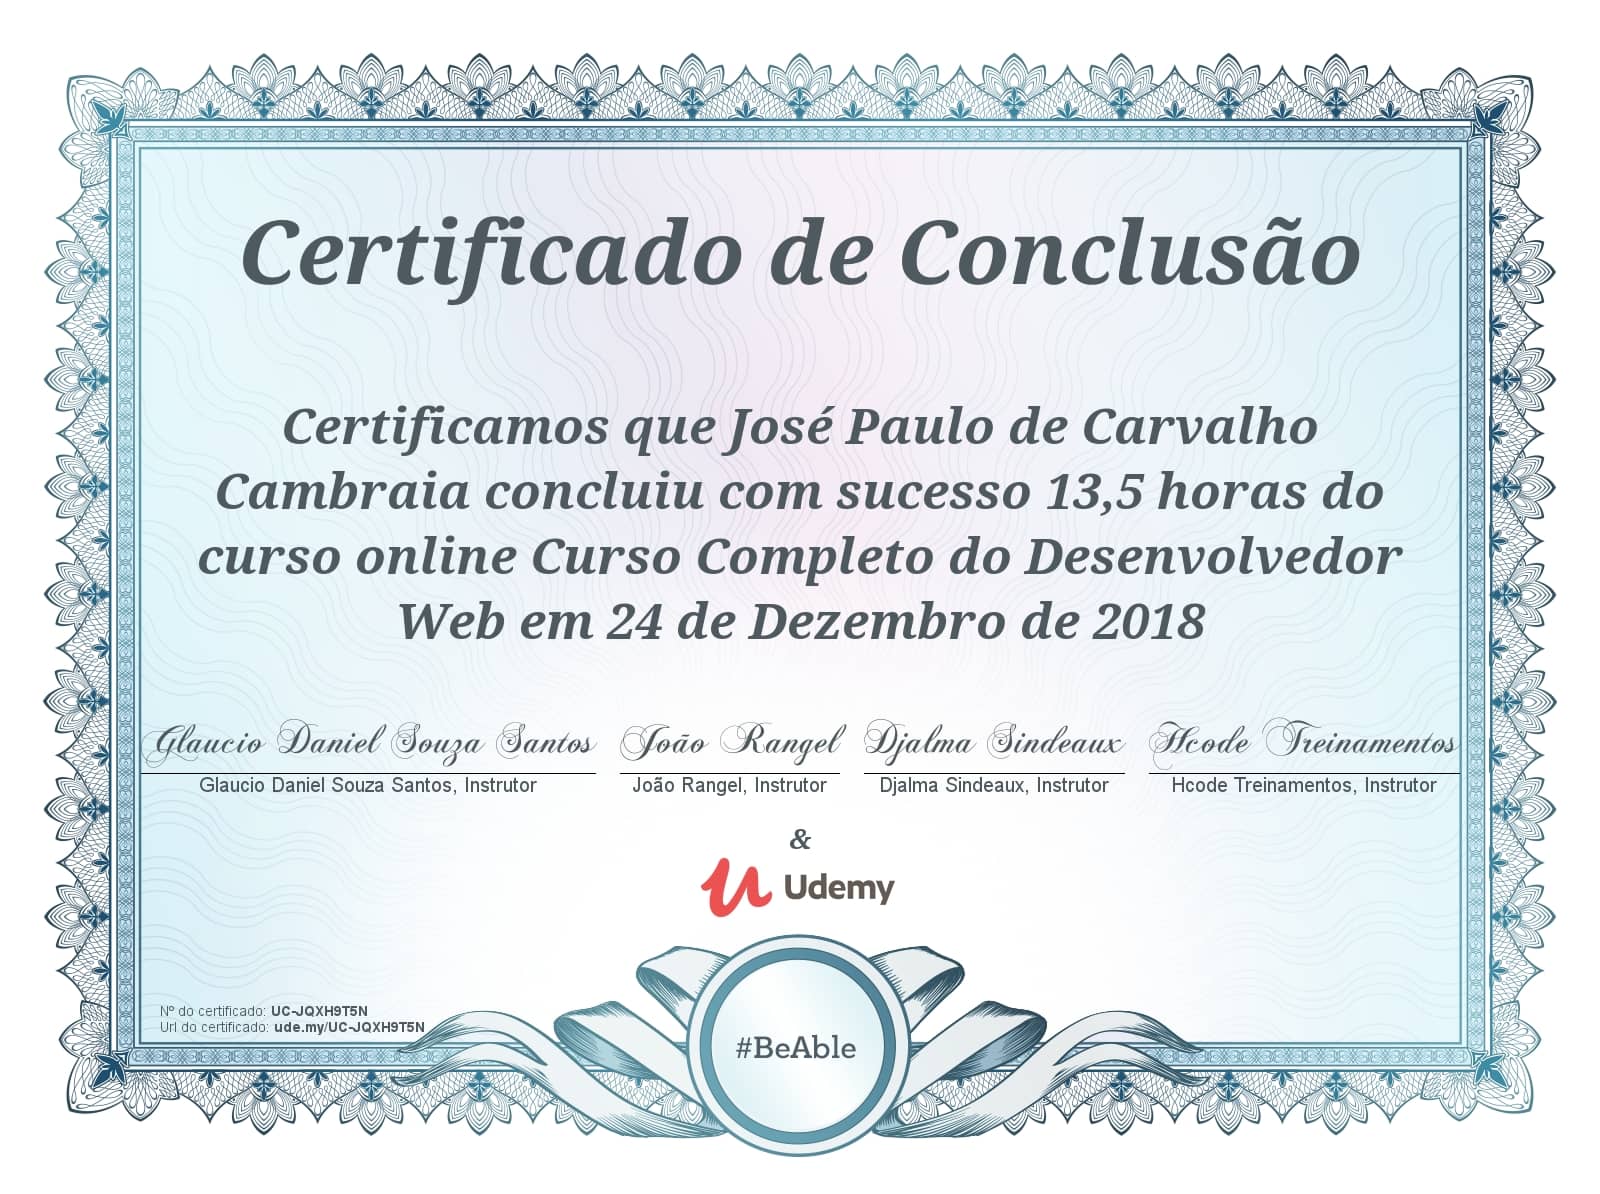 Certificado de Conclusão
Certificamos que José Paulo de Carvalho
Cambraia concluiu com sucesso 13,5 horas do
curso online Curso Completo do Desenvolvedor
Web em 24 de Dezembro de 2018
Glaucio Daniel Souza Santos João Rangel Djalma Sindeaux Hcode Treinamentos
Glaucio Daniel Souza Santos, Instrutor João Rangel, Instrutor Djalma Sindeaux, Instrutor Hcode Treinamentos, Instrutor
&
Udemy
Nº do certificado: UC-JQXH9T5N
Url do certificado: ude.my/UC-JQXH9T5N
#BeAble